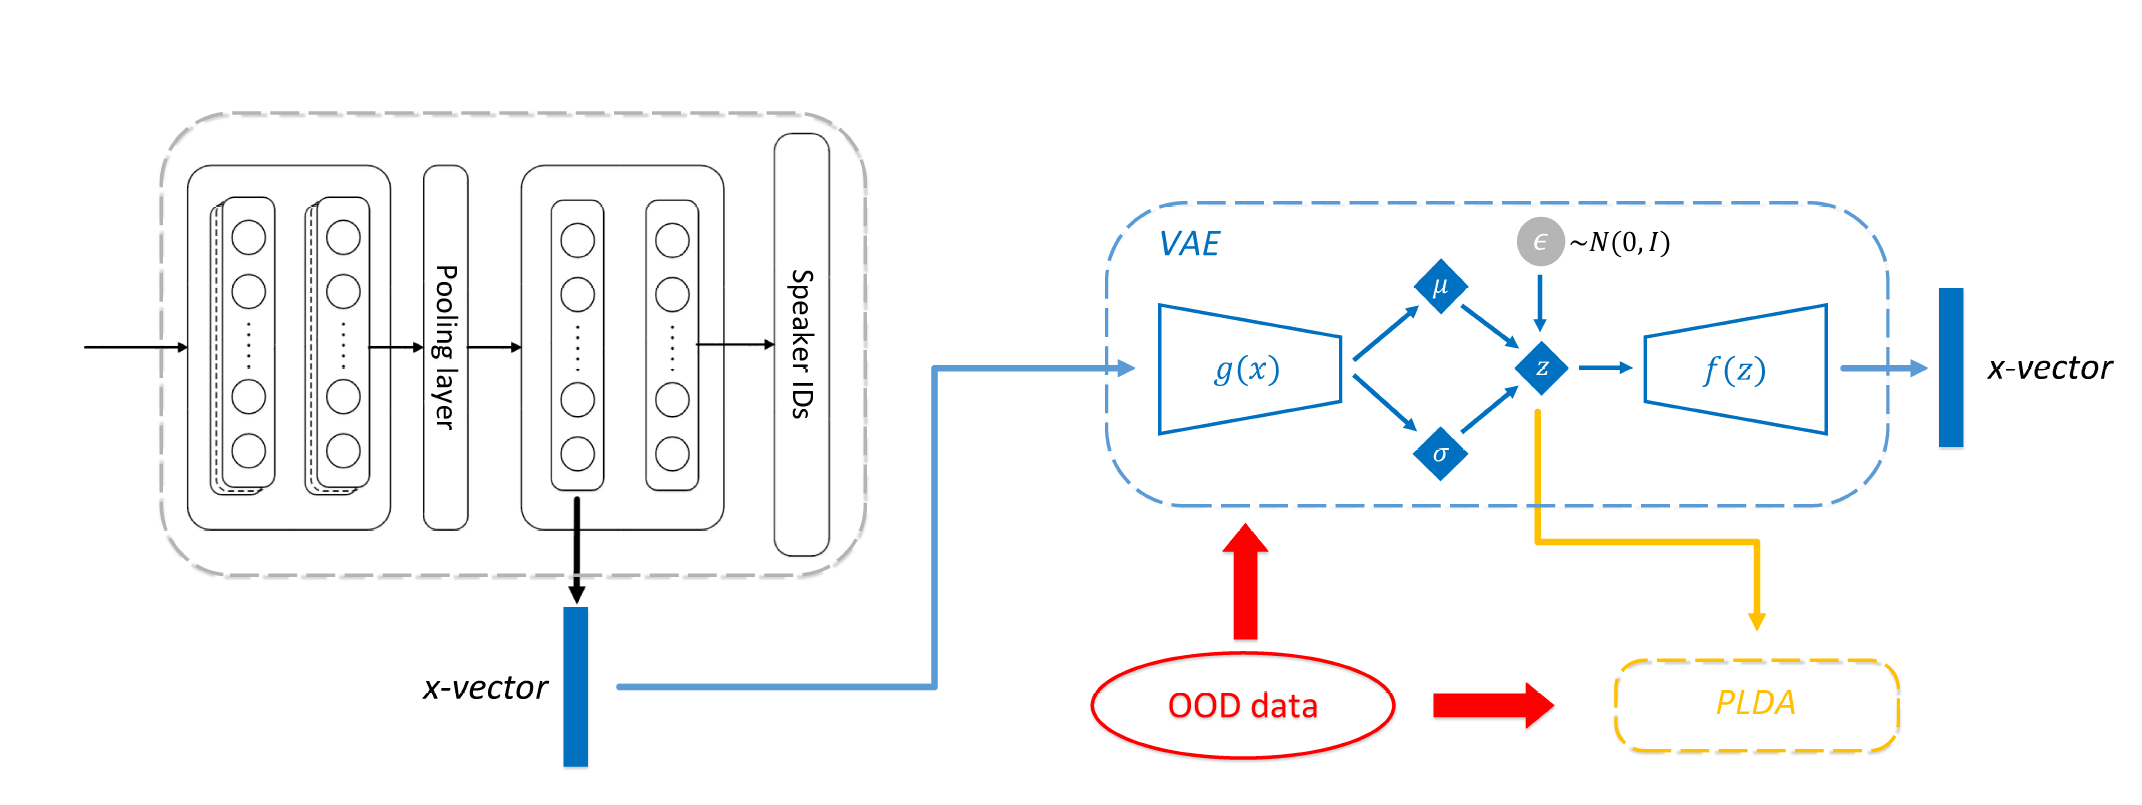 Pooling layer
Speaker IDs
x-vector
VAE
ϵ ~N(0, I)
μ
g(x)
z
f(z)
σ
x-vector
OOD data
PLDA